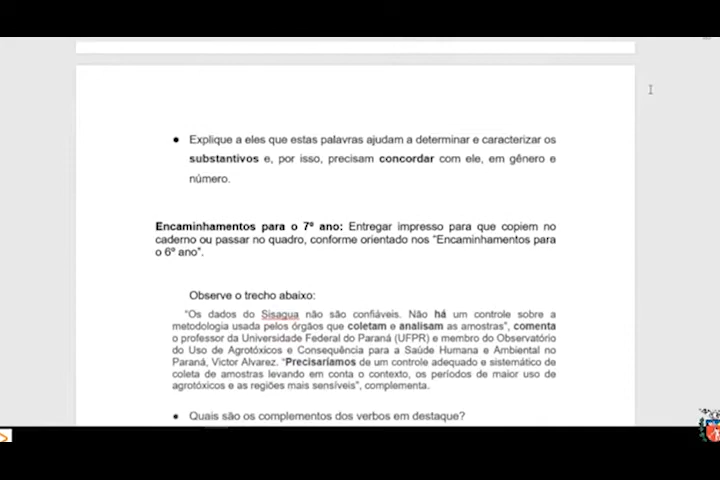 ● Explique a eles que estas palavras ajudam a determinar e caracterizar os
substantivos e, por isso, precisam concordar com ele, em gênero e
número.
Encaminhamentos para o 7º ano: Entregar impresso para que copiem no
caderno ou passar no quadro, conforme orientado nos “Encaminhamentos para
o 6º ano”.
Observe o trecho abaixo:
“Os dados do Sisagua não são confiáveis. Não há um controle sobre a
metodologia usada pelos órgãos que coletam e analisam as amostras”, comenta
o professor da Universidade Federal do Paraná (UFPR) e membro do Observatório
do Uso de Agrotóxicos e Consequência para a Saúde Humana e Ambiental no
Paraná, Victor Alvarez. “Precisaríamos de um controle adequado e sistemático de
coleta de amostras levando em conta o contexto, os períodos de maior uso de
agrotóxicos e as regiões mais sensíveis”, complementa.
● Quais são os complementos dos verbos em destaque?